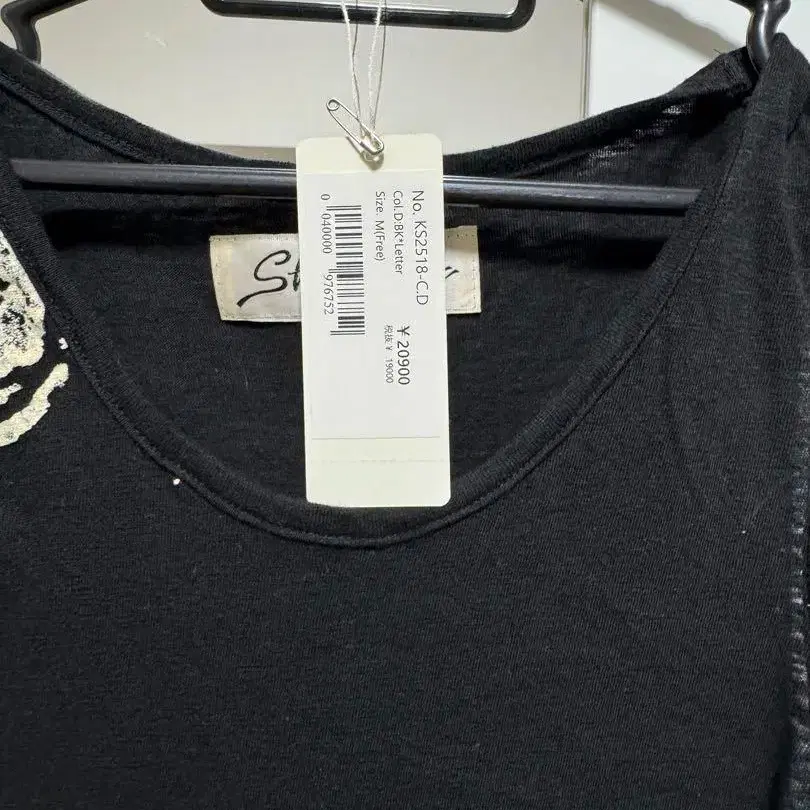 No. KS2518-C.D
Col.D:BK*Letter
Size. M(Free)
0 040000 976752
¥ 20900
税抜 ¥ 19000